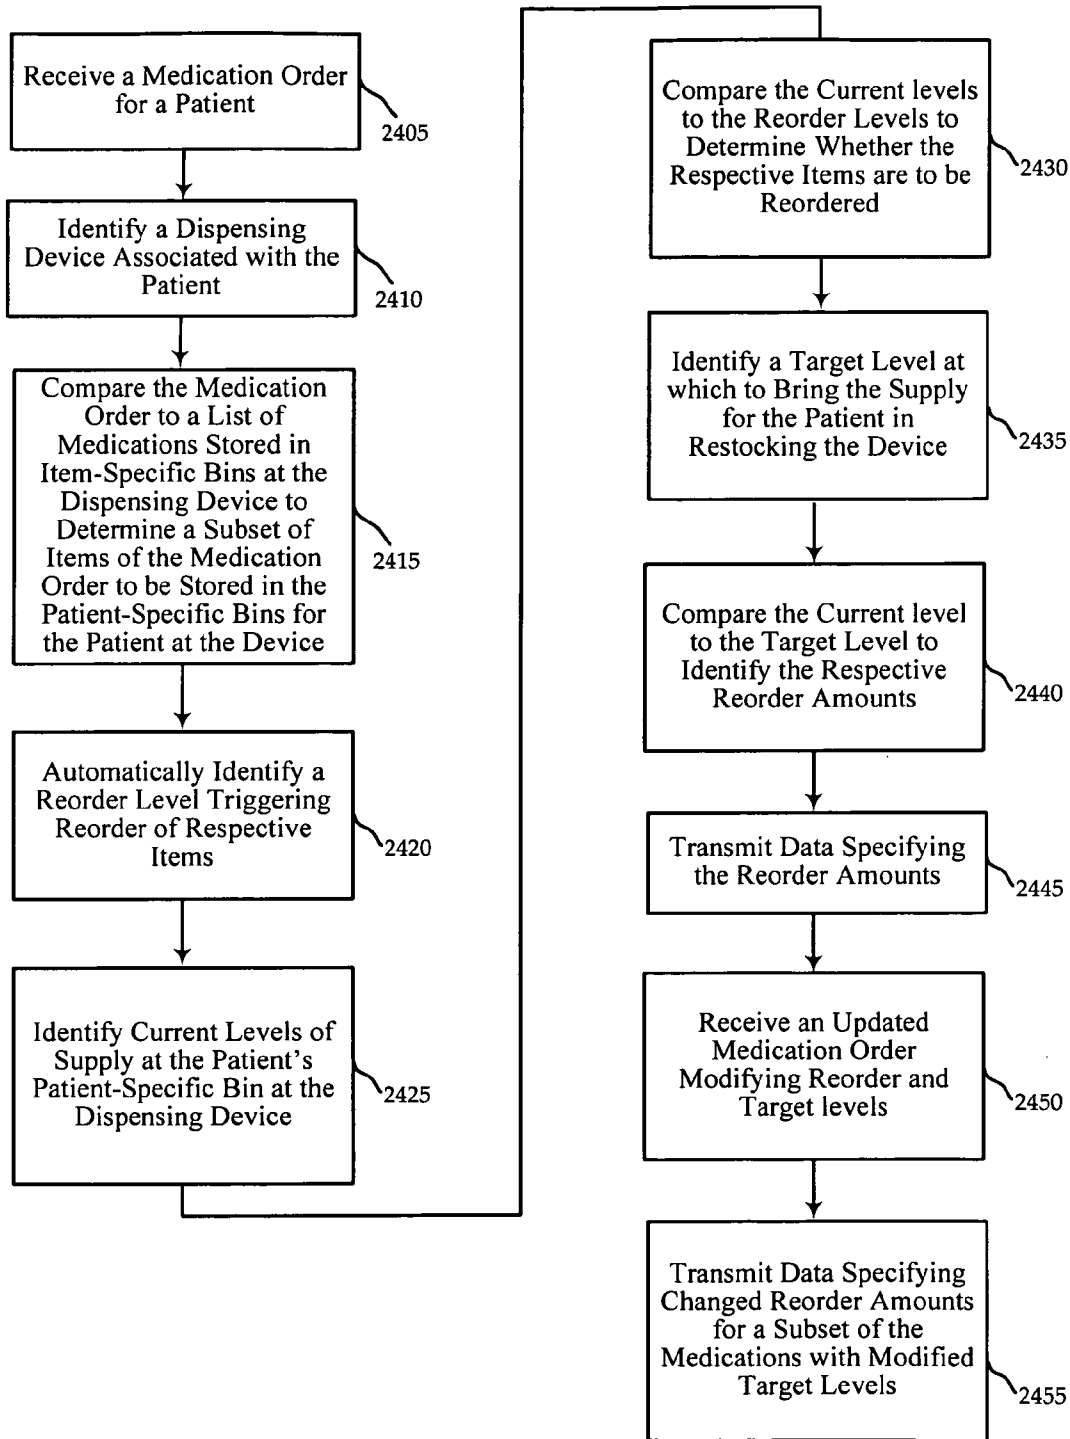 Receive a Medication Order
for a Patient
2405
Identify a Dispensing
Device Associated with the
Patient
2410
Compare the Medication
Order to a List of
Medications Stored in
Item-Specific Bins at the
Dispensing Device to
Determine a Subset of
Items of the Medication
Order to be Stored in the
Patient-Specific Bins for
the Patient at the Device
2415
Automatically Identify a
Reorder Level Triggering
Reorder of Respective
Items
2420
Identify Current Levels of
Supply at the Patient's
Patient-Specific Bin at the
Dispensing Device
2425
Compare the Current levels
to the Reorder Levels to
Determine Whether the
Respective Items are to be
Reordered
2430
Identify a Target Level at
which to Bring the Supply
for the Patient in
Restocking the Device
2435
Compare the Current level
to the Target Level to
Identify the Respective
Reorder Amounts
2440
Transmit Data Specifying
the Reorder Amounts
2445
Receive an Updated
Medication Order
Modifying Reorder and
Target levels
2450
Transmit Data Specifying
Changed Reorder Amounts
for a Subset of the
Medications with Modified
Target Levels
2455